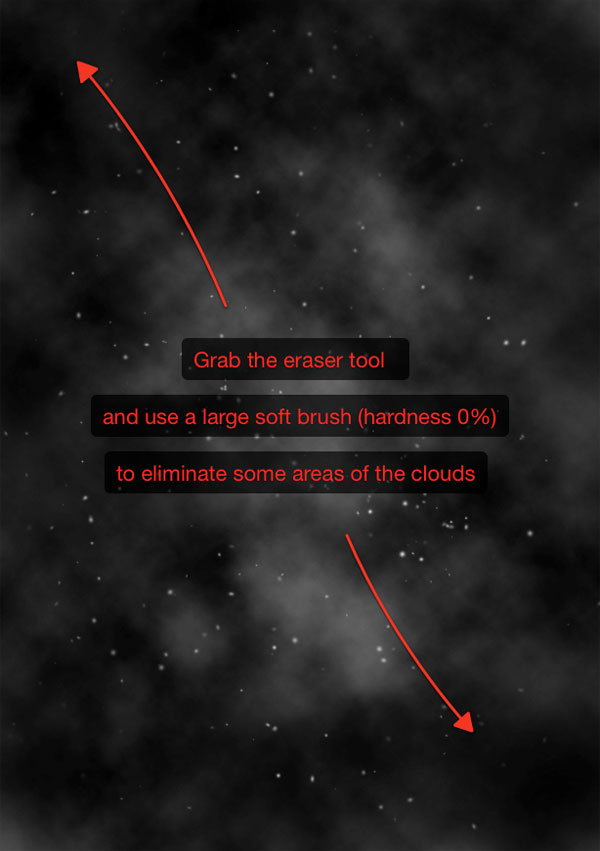 Grab the eraser tool
and use a large soft brush (hardness 0%)
to eliminate some areas of the clouds